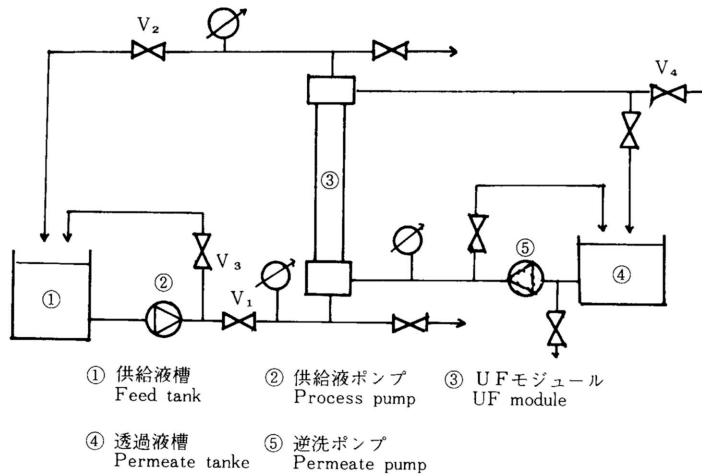 V₂
V₄
③
⑤
V₃
②
①
④
V₁
① 供給液槽
Feed tank
② 供給液ポンプ
Process pump
③ UFモジュール
UF module
④ 透過液槽
Permeate tanke
⑤ 逆洗ポンプ
Permeate pump